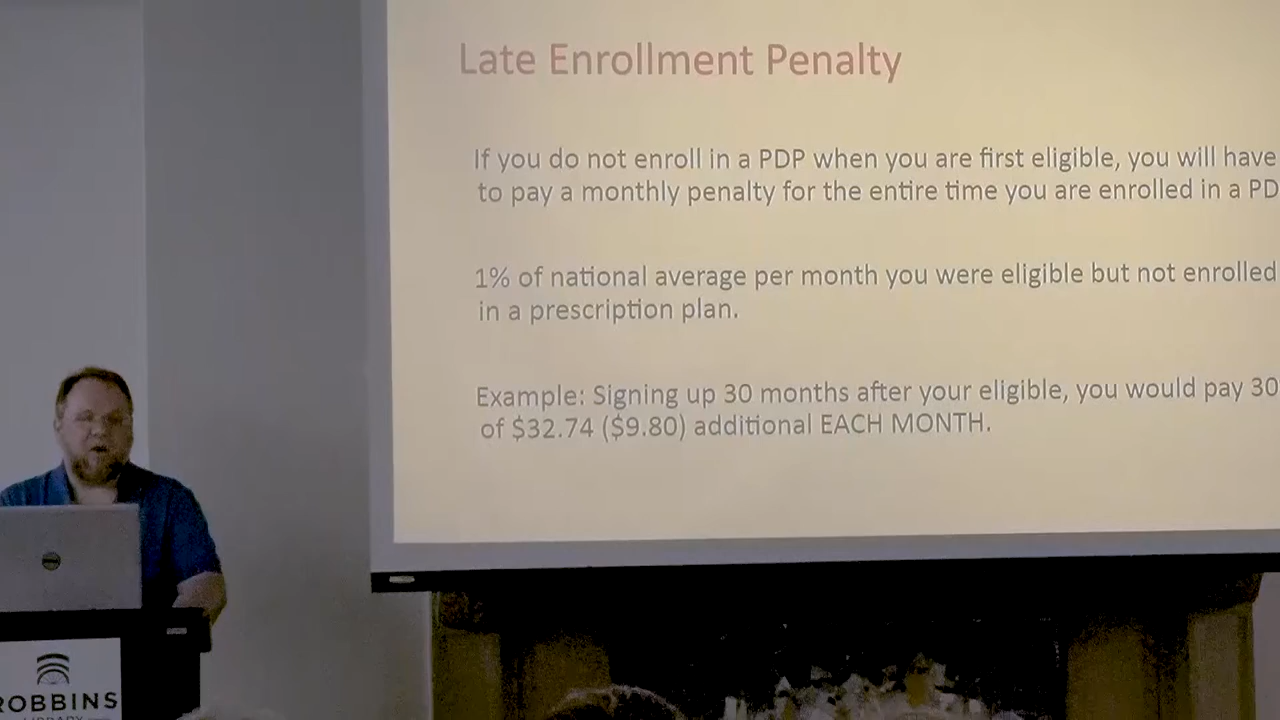 Late Enrollment Penalty
If you do not enroll in a PDP when you are first eligible, you will have
to pay a monthly penalty for the entire time you are enrolled in a PD
1% of national average per month you were eligible but not enrolled
in a prescription plan.
Example: Signing up 30 months after your eligible, you would pay 30
of $32.74 ($9.80) additional EACH MONTH.
ROBBINS
LIBRARY